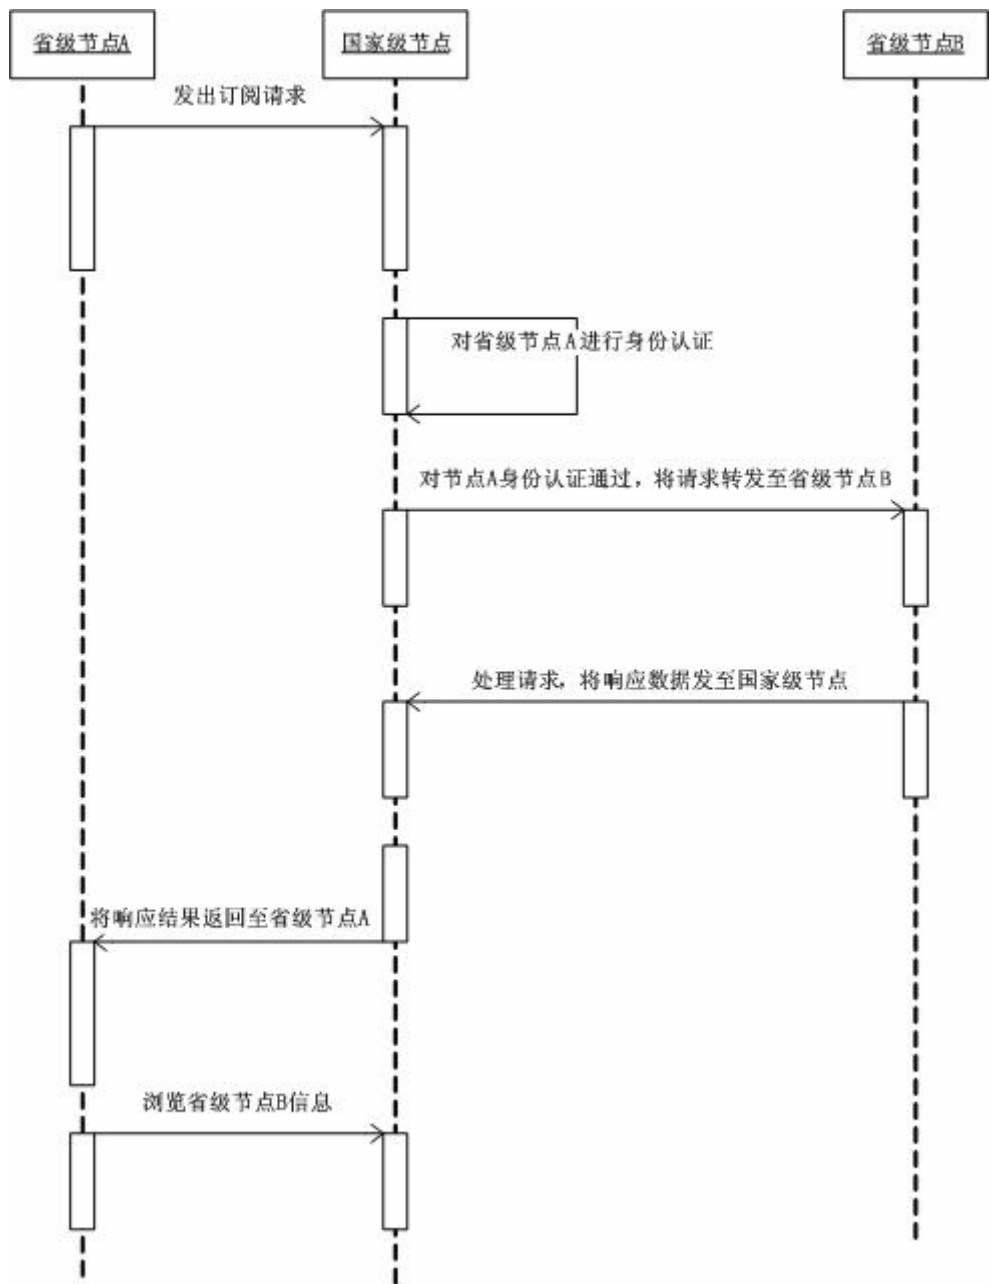 省级节点A
国家级节点
省级节点B
发出订阅请求
对省级节点A进行身份认证
对节点A身份认证通过，将请求转发至省级节点B
处理请求，将响应数据发至国家级节点
将响应结果返回至省级节点A
浏览省级节点B信息